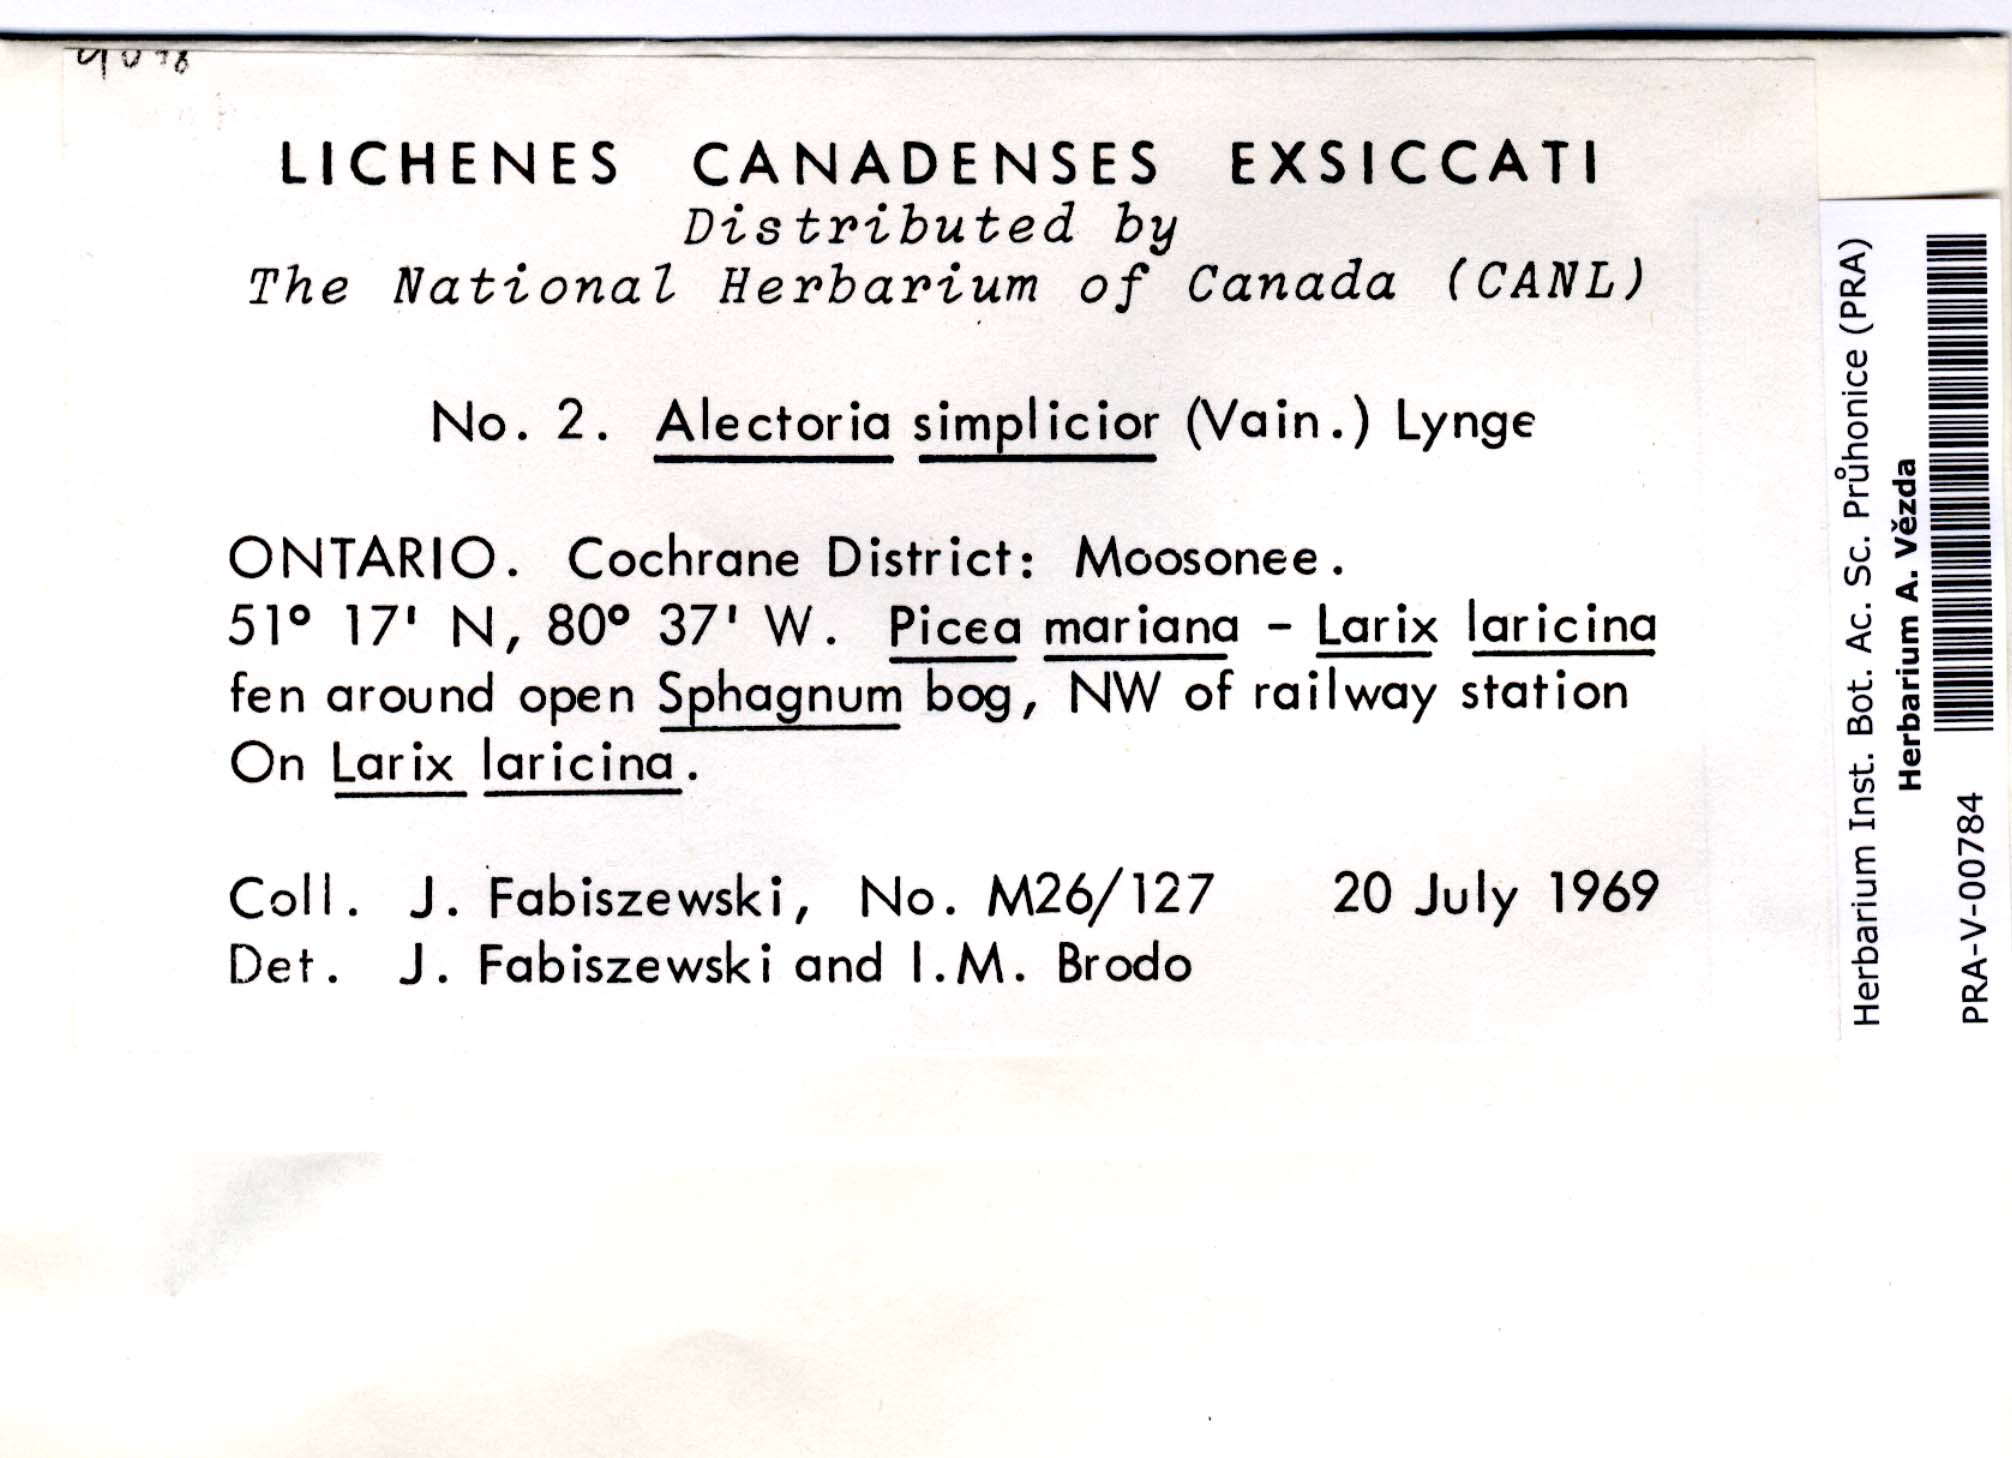 LICHENES CANADENSES EXSICCATI
Distributed by
The National Herbarium of Canada (CANL)
No. 2. Alectoria simplicior (Vain.) Lynge
ONTARIO. Cochrane District: Moosonee.
51° 17' N, 80° 37' W. Picea mariana - Larix laricina
fen around open Sphagnum bog, NW of railway station
On Larix laricina.
Coll. J. Fabiszewski, No. M26/127 20 July 1969
Det. J. Fabiszewski and I.M. Brodo
Herbarium Inst. Bot. Ac. Sc. Průhonice (PRA)
Herbarium A. Vězda
PRA-V-00784